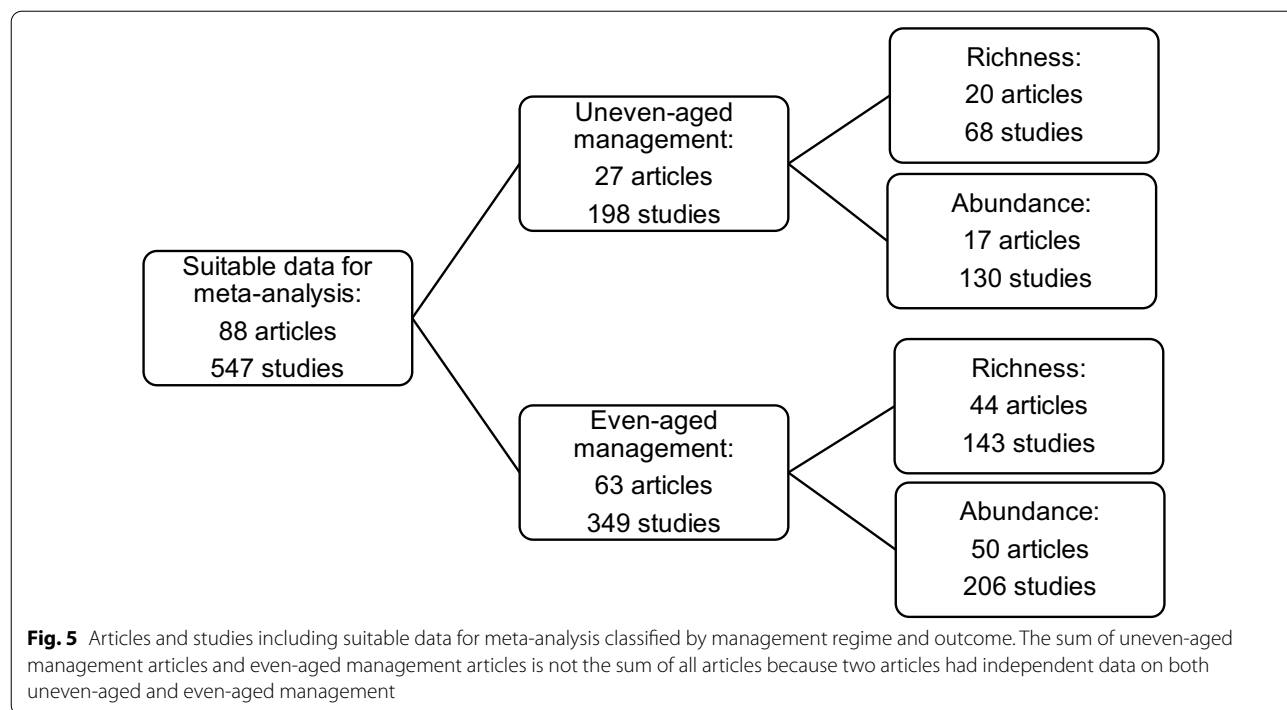 Suitable data for
meta-analysis:
88 articles
547 studies
Uneven-aged
management:
27 articles
198 studies
Richness:
20 articles
68 studies
Abundance:
17 articles
130 studies
Even-aged
management:
63 articles
349 studies
Richness:
44 articles
143 studies
Abundance:
50 articles
206 studies
Fig. 5 Articles and studies including suitable data for meta-analysis classified by management regime and outcome. The sum of uneven-aged
management articles and even-aged management articles is not the sum of all articles because two articles had independent data on both
uneven-aged and even-aged management